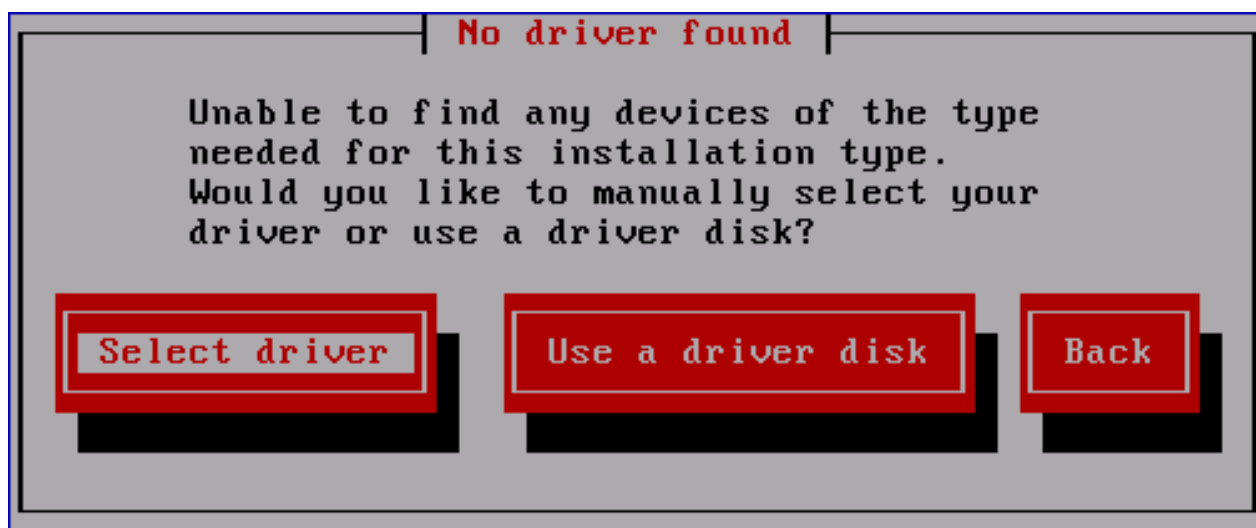 No driver found
Unable to find any devices of the type
needed for this installation type.
Would you like to manually select your
driver or use a driver disk?
Select driver
Use a driver disk
Back